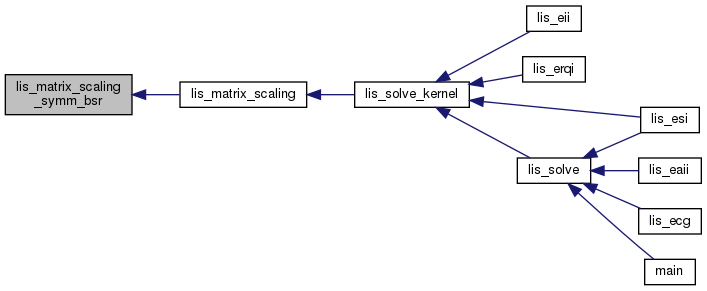 lis_matrix_scaling
_symm_bsr
lis_matrix_scaling
lis_solve_kernel
lis_eii
lis_erqi
lis_esi
lis_solve
lis_eaii
lis_ecg
main